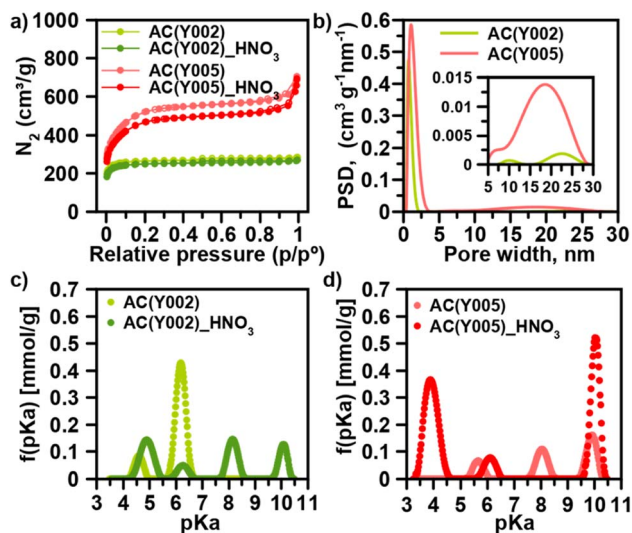 a)
AC(Y002)
AC(Y002)_HNO3
AC(Y005)
AC(Y005)_HNO3
N2 (cm³/g)
1000
800
600
400
200
0
0 0.2 0.4 0.6 0.8 1
Relative pressure (p/pº)
b)
AC(Y002)
AC(Y005)
PSD, (cm3 g-1nm-1)
0.6
0.5
0.4
0.3
0.2
0.1
0
0.015
0.01
0.005
0
5 10 15 20 25 30
0 5 10 15 20 25 30
Pore width, nm
c)
AC(Y002)
AC(Y002)_HNO3
f(pKa) [mmol/g]
0.7
0.6
0.5
0.4
0.3
0.2
0.1
0
3 4 5 6 7 8 9 10 11
pKa
d)
AC(Y005)
AC(Y005)_HNO3
f(pKa) [mmol/g]
0.7
0.6
0.5
0.4
0.3
0.2
0.1
0
3 4 5 6 7 8 9 10 11
pKa